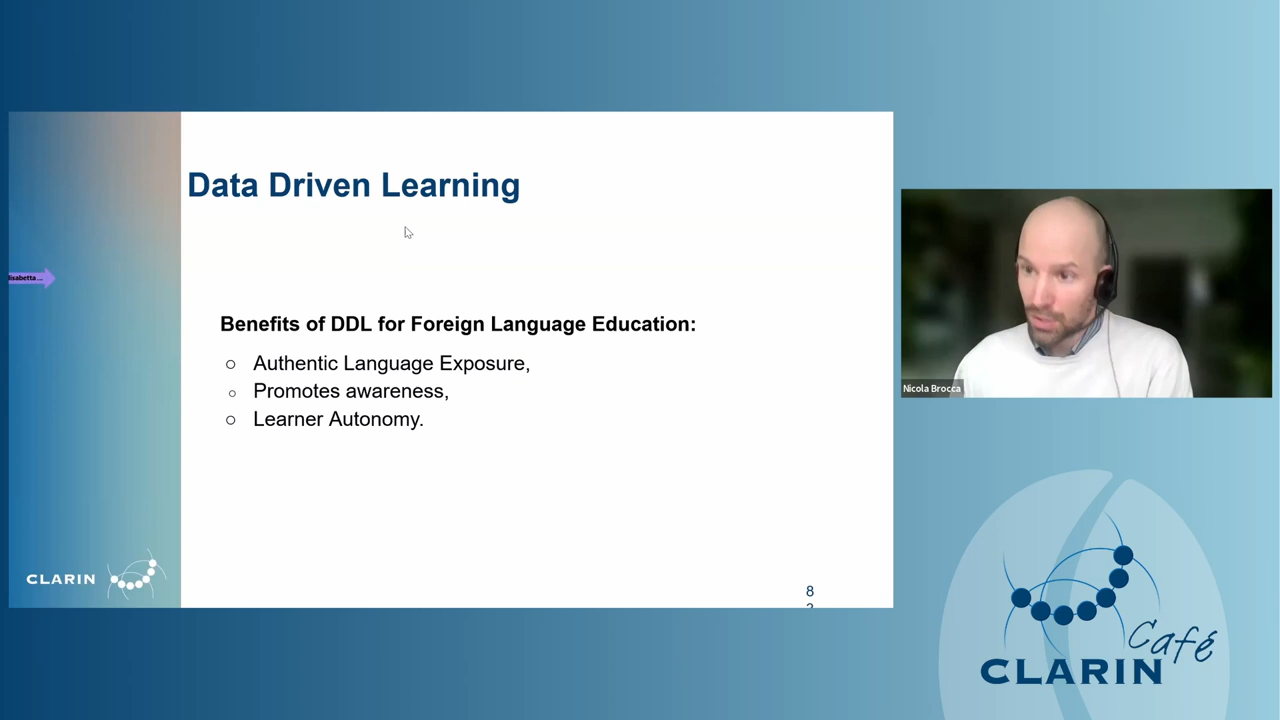 Data Driven Learning
lisabetta ...
Benefits of DDL for Foreign Language Education:
○ Authentic Language Exposure,
○ Promotes awareness,
○ Learner Autonomy.
CLARIN
8
Nicola Brocca
Café
CLARIN